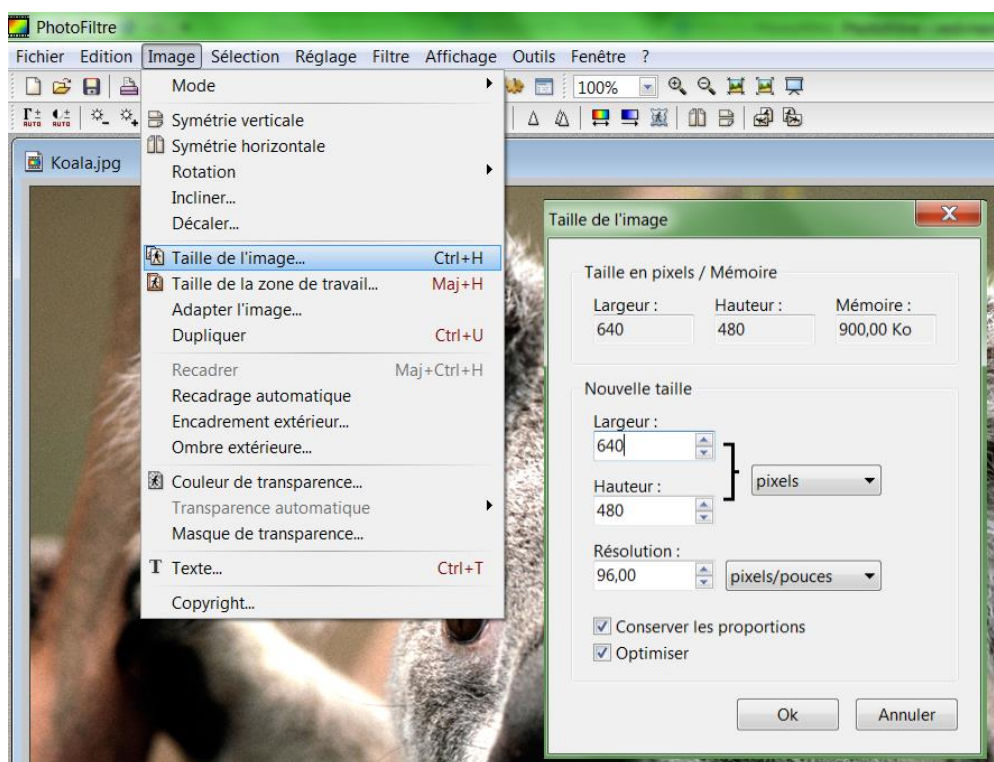 PhotoFiltre
Fichier Edition Image Sélection Réglage Filtre Affichage Outils Fenêtre ?
100%
AUTO AUTO
Koala.jpg
Mode
Symétrie verticale
Symétrie horizontale
Rotation
Incliner...
Décaler...
Taille de l'image... Ctrl+H
Taille de la zone de travail... Maj+H
Adapter l'image...
Dupliquer Ctrl+U
Recadrer Maj+Ctrl+H
Recadrage automatique
Encadrement extérieur...
Ombre extérieure...
Couleur de transparence...
Transparence automatique
Masque de transparence...
T Texte... Ctrl+T
Copyright...
Taille de l'image
Taille en pixels / Mémoire
Largeur : Hauteur : Mémoire :
640 480 900,00 Ko
Nouvelle taille
Largeur :
640
pixels
Hauteur :
480
Résolution :
96,00 pixels/pouces
Conserver les proportions
Optimiser
Ok Annuler